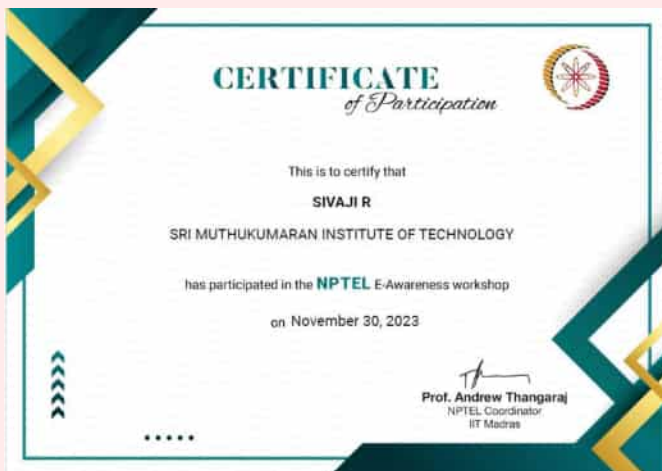 CERTIFICATE
of Participation
This is to certify that
SIVAJI R
SRI MUTHUKUMARAN INSTITUTE OF TECHNOLOGY
has participated in the NPTEL E-Awareness workshop
on November 30, 2023
Prof. Andrew Thangaraj
NPTEL Coordinator
IIT Madras